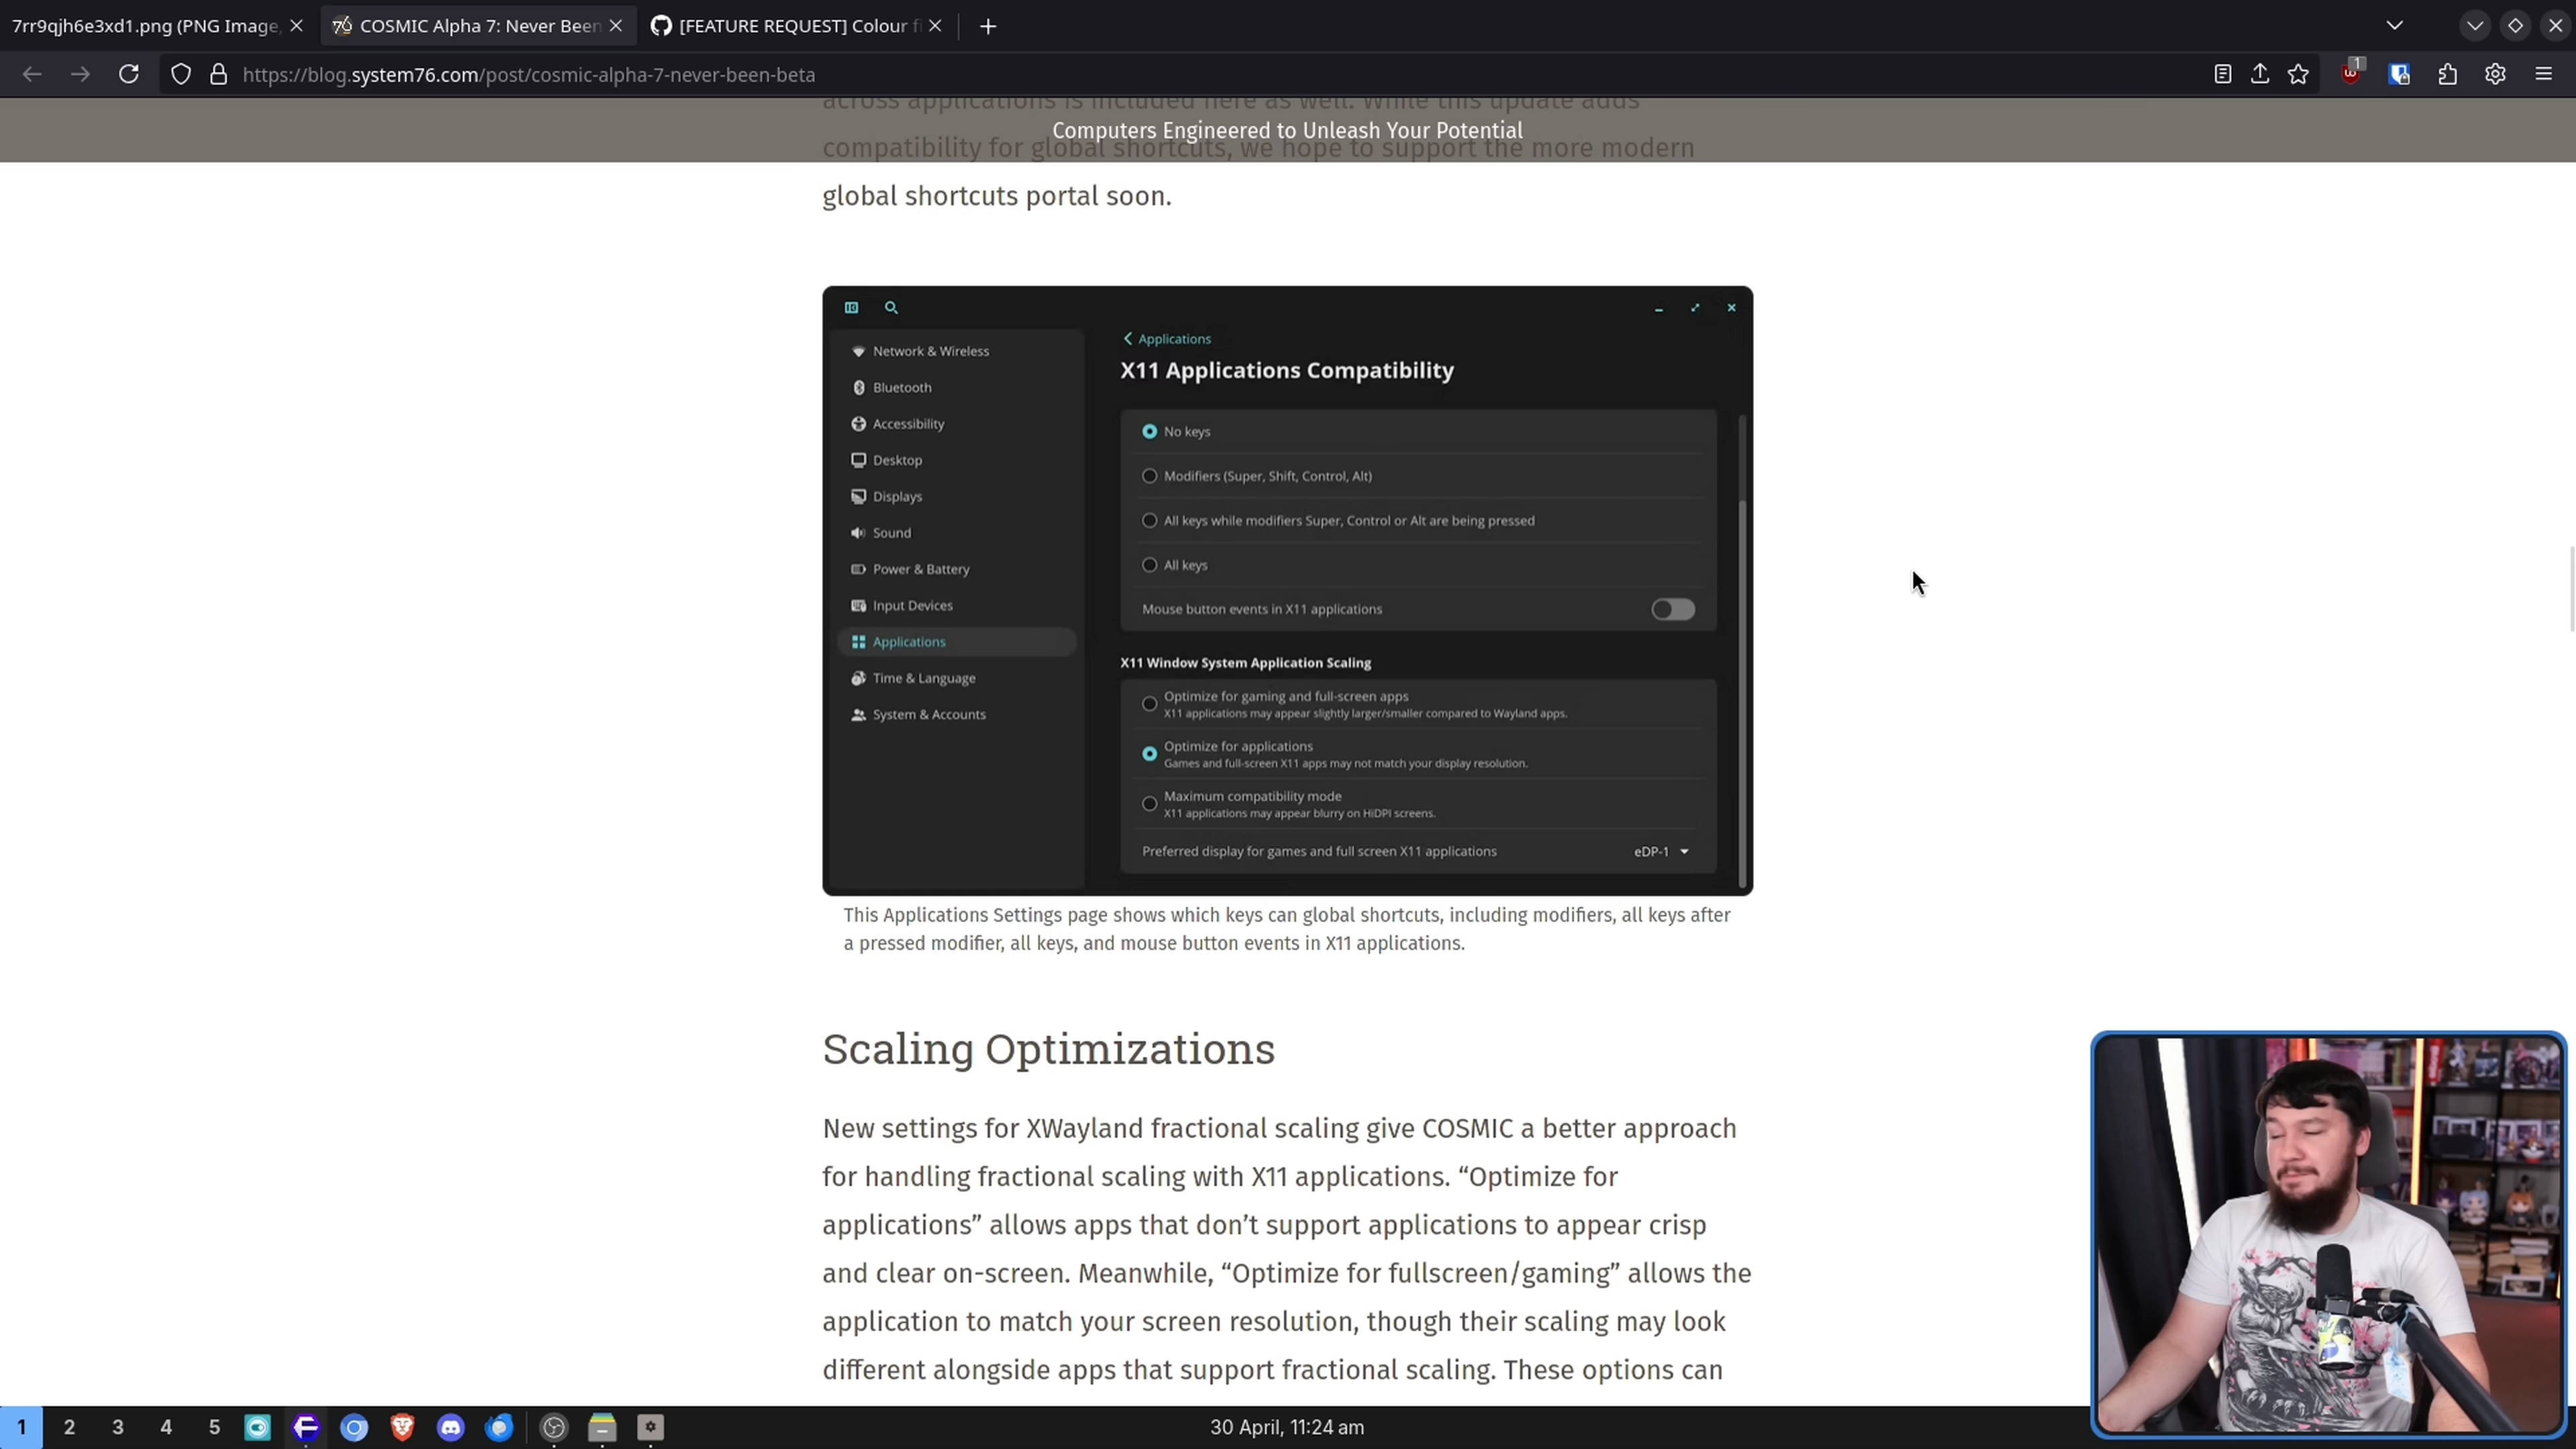 7rr9qjh6e3xd1.png (PNG Image,
COSMIC Alpha 7: Never Been
[FEATURE REQUEST] Colour fi
https://blog.system76.com/post/cosmic-alpha-7-never-been-beta
1
across applications is included here as well. While this update adds
Computers Engineered to Unleash Your Potential
compatibility for global shortcuts, we hope to support the more modern
global shortcuts portal soon.
Network & Wireless
Bluetooth
Accessibility
Desktop
Displays
Sound
Power & Battery
Input Devices
Applications
Time & Language
System & Accounts
Applications
X11 Applications Compatibility
No keys
Modifiers (Super, Shift, Control, Alt)
All keys while modifiers Super, Control or Alt are being pressed
All keys
Mouse button events in X11 applications
X11 Window System Application Scaling
Optimize for gaming and full-screen apps
X11 applications may appear slightly larger/smaller compared to Wayland apps.
Optimize for applications
Games and full-screen X11 apps may not match your display resolution.
Maximum compatibility mode
X11 applications may appear blurry on HiDPI screens.
Preferred display for games and full screen X11 applications eDP-1
This Applications Settings page shows which keys can global shortcuts, including modifiers, all keys after
a pressed modifier, all keys, and mouse button events in X11 applications.
Scaling Optimizations
New settings for XWayland fractional scaling give COSMIC a better approach
for handling fractional scaling with X11 applications. “Optimize for
applications” allows apps that don’t support applications to appear crisp
and clear on-screen. Meanwhile, “Optimize for fullscreen/gaming” allows the
application to match your screen resolution, though their scaling may look
different alongside apps that support fractional scaling. These options can
1 2 3 4 5
30 April, 11:24 am